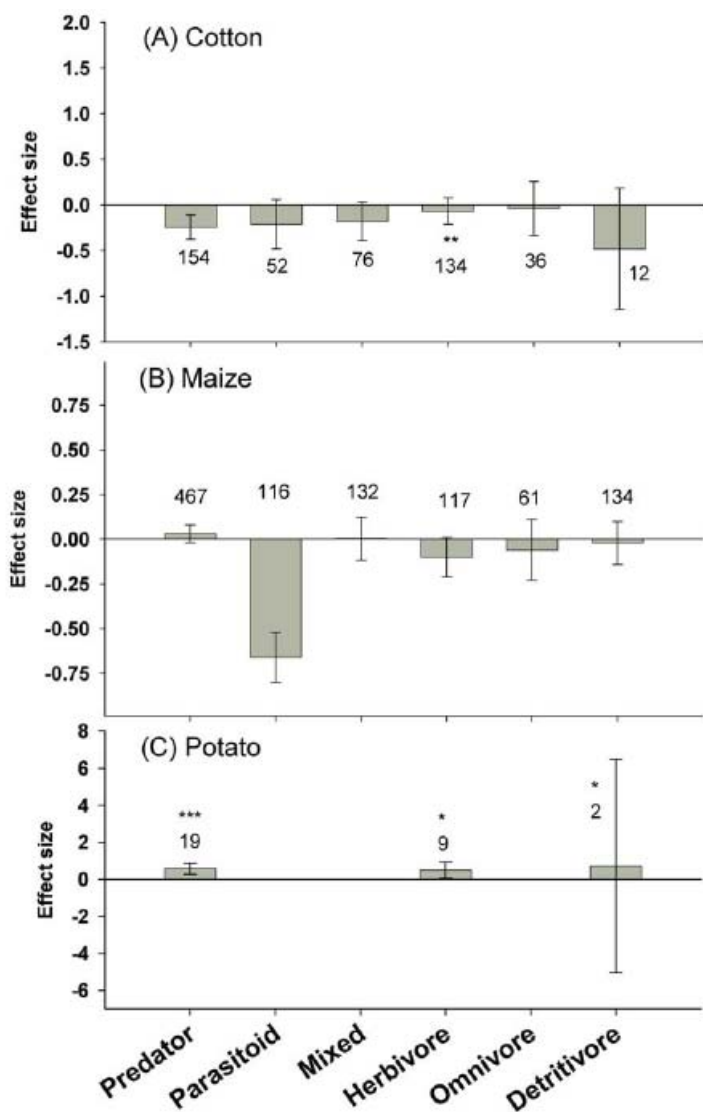 (A) Cotton
2.0
1.5
1.0
0.5
0.0
-0.5
-1.0
-1.5
Effect size
**
154 52 76 134 36 12
(B) Maize
0.75
0.50
0.25
0.00
-0.25
-0.50
-0.75
Effect size
467 116 132 117 61 134
(C) Potato
8
6
4
2
0
-2
-4
-6
Effect size
*** * *
19 9 2
Predator Parasitoid Mixed Herbivore Omnivore Detritivore